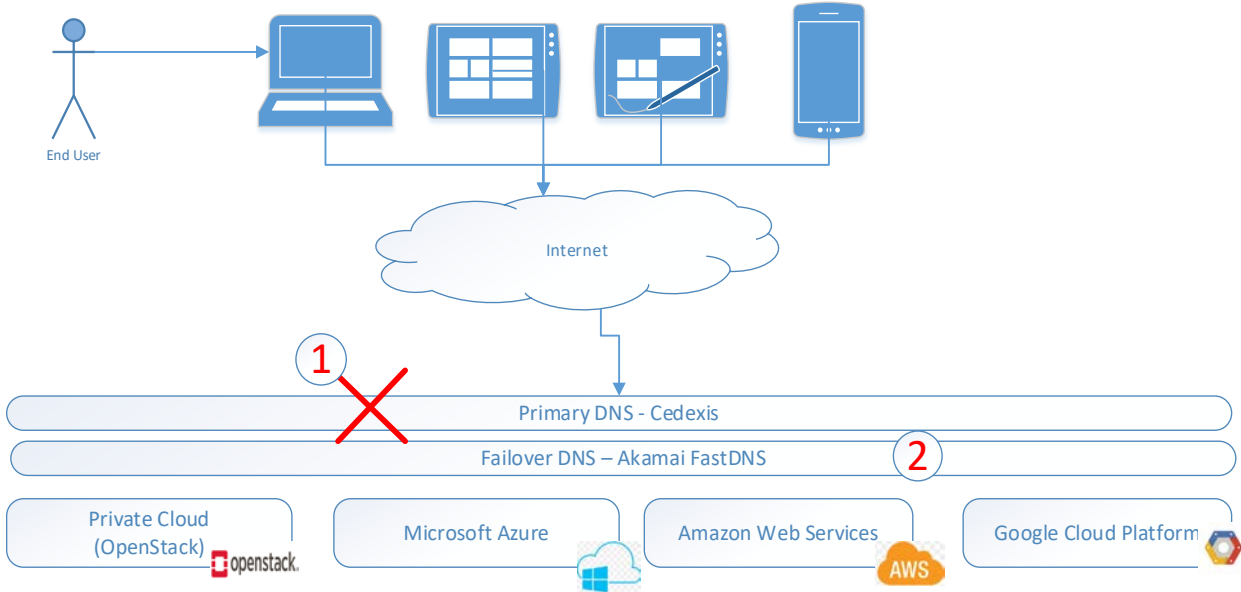 End User
Internet
1
Primary DNS - Cedexis
Failover DNS – Akamai FastDNS
2
Private Cloud
(OpenStack)
openstack.
Microsoft Azure
Amazon Web Services
AWS
Google Cloud Platform